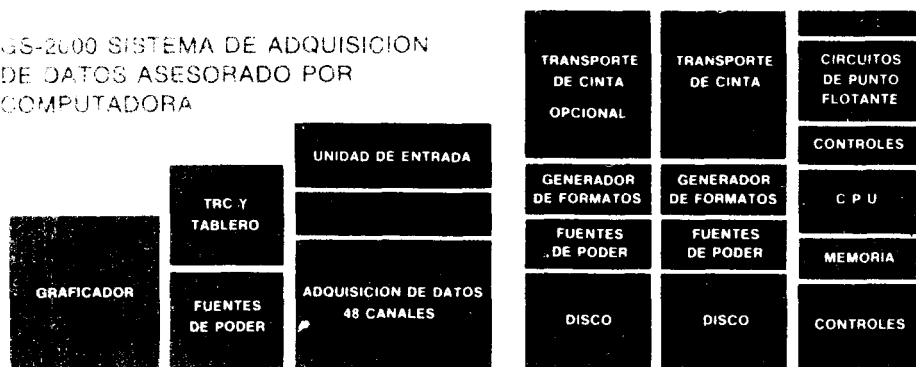 GS-2000 SISTEMA DE ADQUISICION
DE DATOS ASESORADO POR
COMPUTADORA
GRAFICADOR
TRC Y
TABLERO
FUENTES
DE PODER
UNIDAD DE ENTRADA
ADQUISICION DE DATOS
48 CANALES
TRANSPORTE
DE CINTA
OPCIONAL
GENERADOR
DE FORMATOS
FUENTES
DE PODER
DISCO
TRANSPORTE
DE CINTA
GENERADOR
DE FORMATOS
FUENTES
DE PODER
DISCO
CIRCUITOS
DE PUNTO
FLOTANTE
CONTROLES
C P U
MEMORIA
CONTROLES